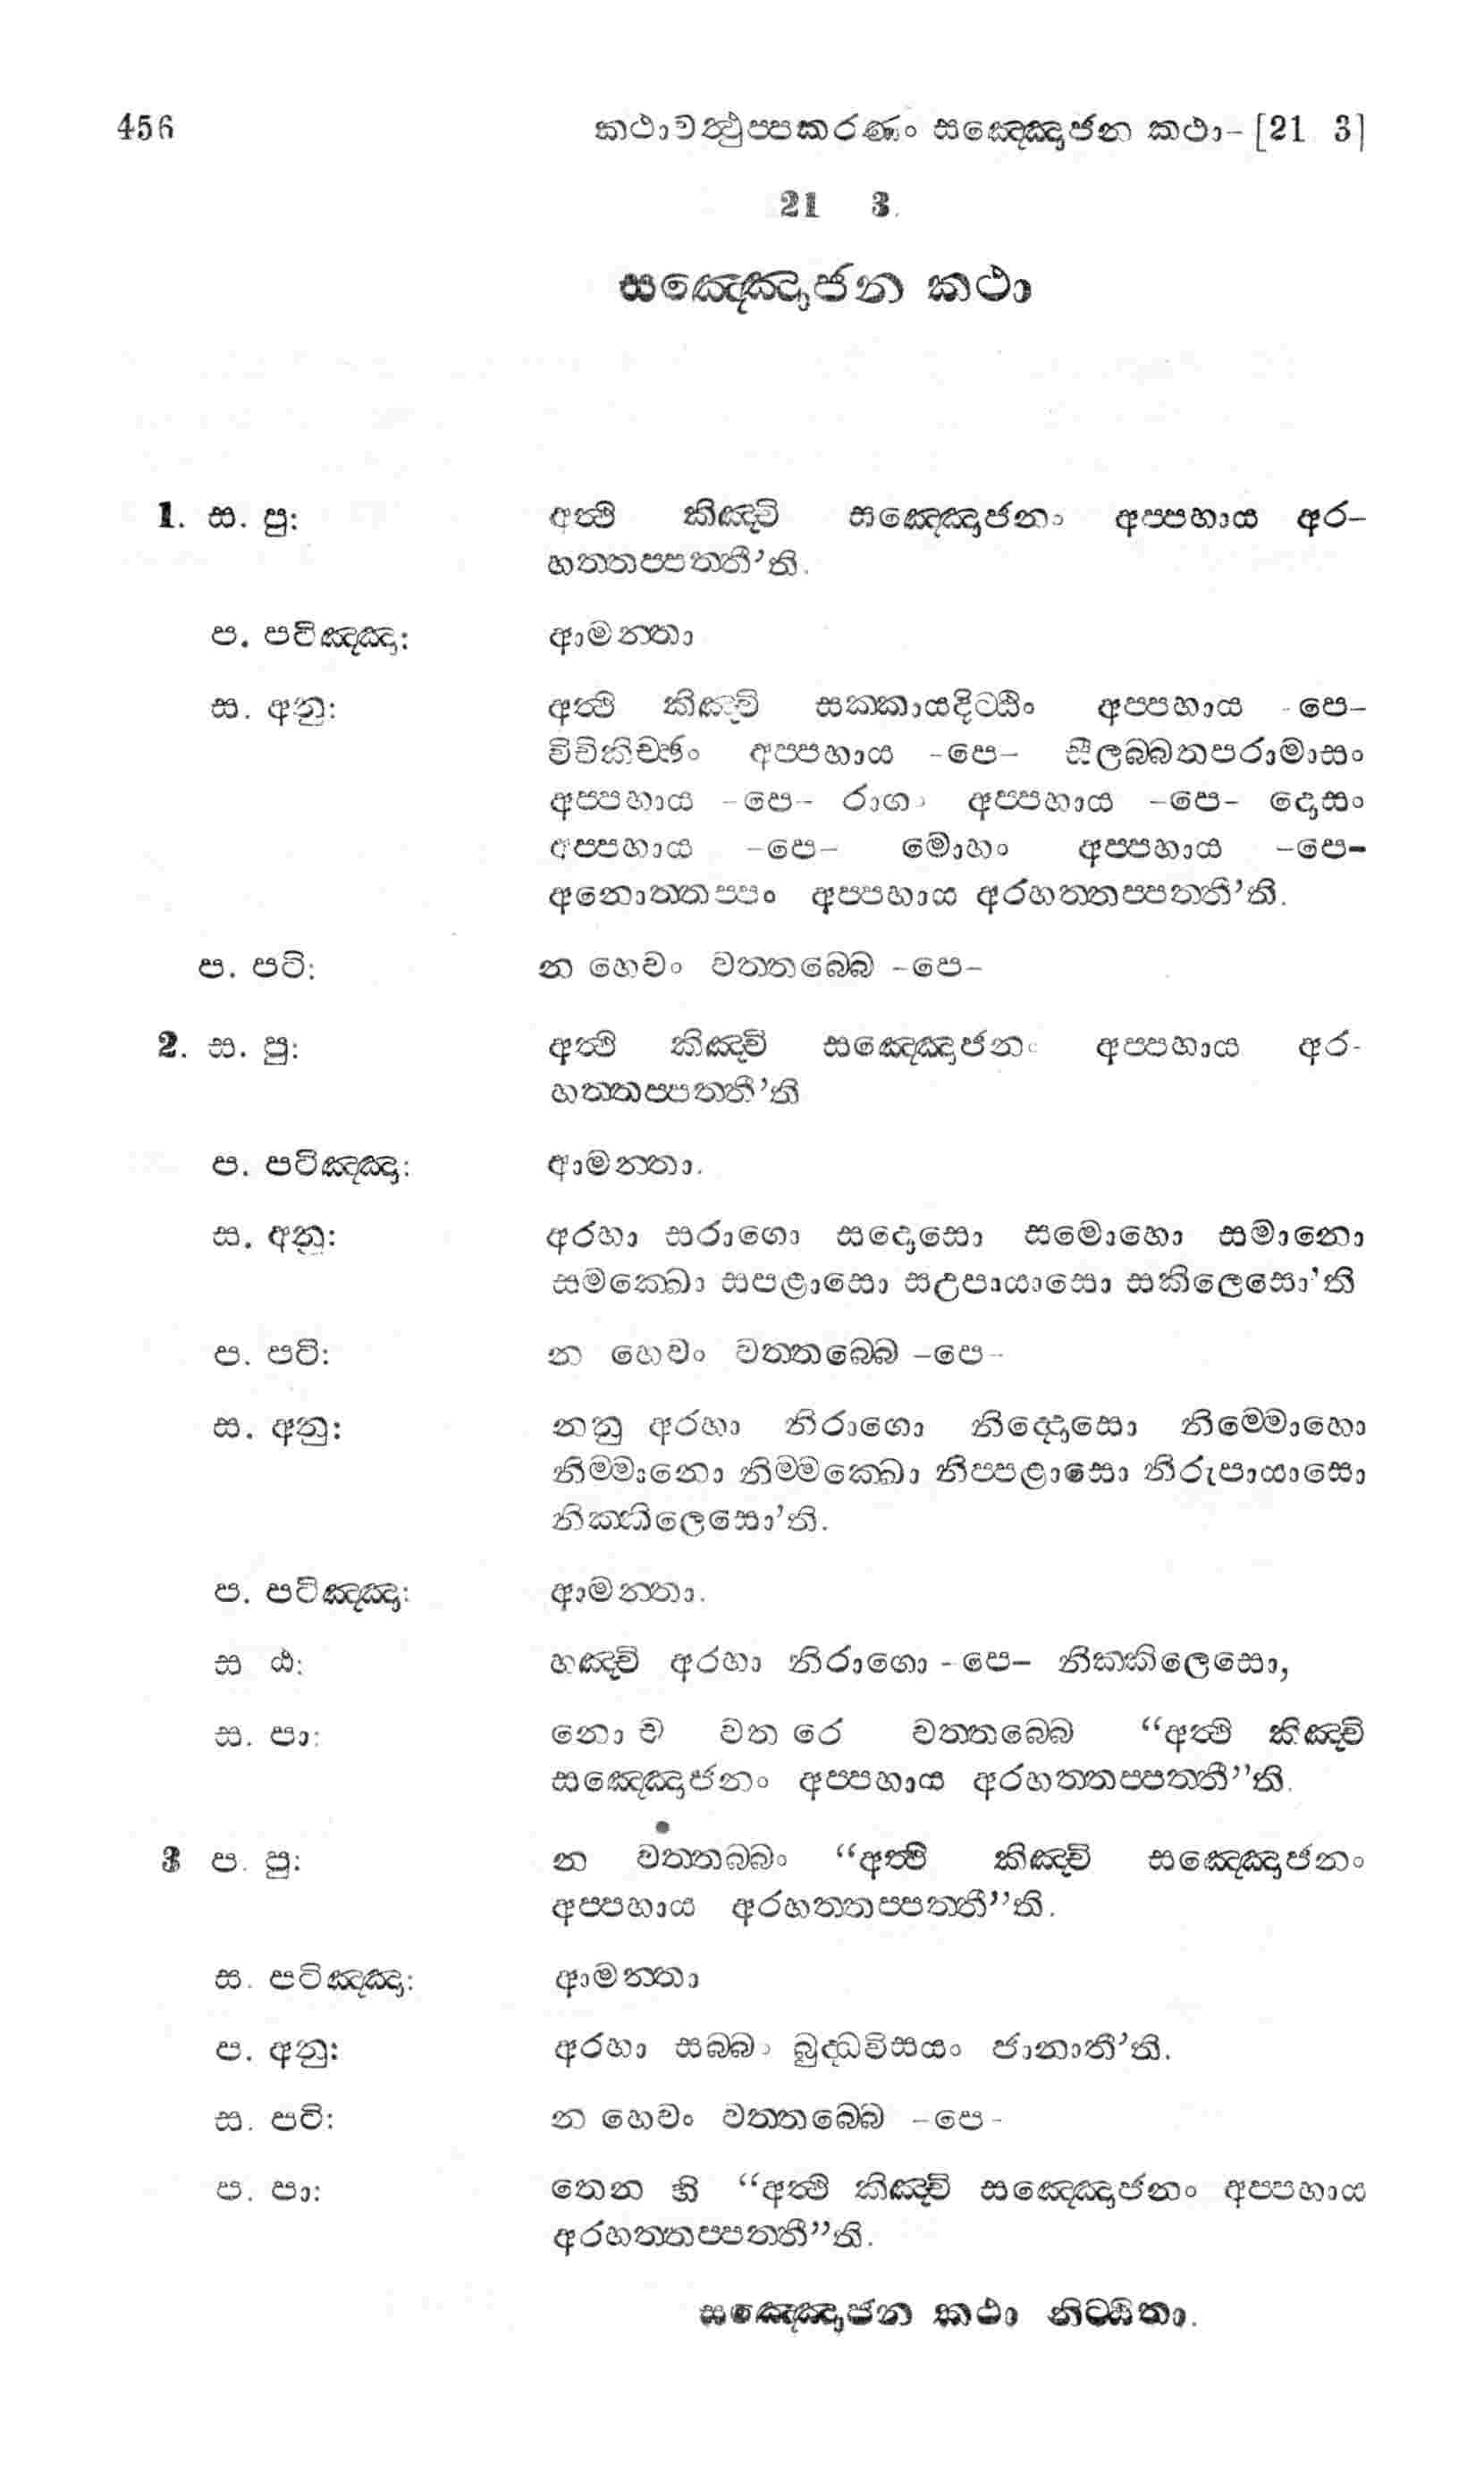 456 කථාවත්‍ථුප්පකරණං සඤ්ඤොජන කථා- [21 3]
21 3.
සඤ්ඤොජන කථා
1. ස. පු: අත්‍ථි කිඤ්චි සඤ්ඤොජනං අප්පහාය අර-
හත්තප්පත්තී’ති.
ප. පටිඤ්ඤා: ආමන්තා
ස. අනු: අත්‍ථි කිඤ්චි සක්කායදිට්ඨිං අප්පහාය -පෙ-
විචිකිච්ඡං අප්පහාය -පෙ- සීලබ්බතපරාමාසං
අප්පහාය -පෙ- රාගං අප්පහාය -පෙ- දොසං
අප්පහාය -පෙ- මොහං අප්පහාය -පෙ-
අනොත්තප්පං අප්පහාය අරහත්තප්පත්තී’ති.
ප. පටි: න හෙවං වත්තබ්බෙ -පෙ-
2. ස. පු: අත්‍ථි කිඤ්චි සඤ්ඤොජනං අප්පහාය අර-
හත්තප්පත්තී’ති
ප. පටිඤ්ඤා: ආමන්තා.
ස. අනු: අරහා සරාගො සදොසො සමොහො සමානො
සමක්ඛො සපළාසො සඋපායාසො සකිලෙසො’ති
ප. පටි: න හෙවං වත්තබ්බෙ -පෙ-
ස. අනු: නනු අරහා නිරාගො නිද්දොසො නිම්මොහො
නිම්මානො නිම්මක්ඛො නිප්පළාසො නිරුපායාසො
නික්කිලෙසො’ති.
ප. පටිඤ්ඤා: ආමන්තා.
ස ඨ: හඤ්චි අරහා නිරාගො -පෙ- නික්කිලෙසො,
ස. පා: නො ච වත රෙ වත්තබ්බෙ “අත්‍ථි කිඤ්චි
සඤ්ඤොජනං අප්පහාය අරහත්තප්පත්තී”ති.
3 ප. පු: න වත්තබ්බං “අත්‍ථි කිඤ්චි සඤ්ඤොජනං
අප්පහාය අරහත්තප්පත්තී”ති.
ස. පටිඤ්ඤා: ආමන්තා
ප. අනු: අරහා සබ්බං බුද්ධවිසයං ජානාතී’ති.
ස. පටි: න හෙවං වත්තබ්බෙ -පෙ-
ප. පා: තෙන හි “අත්‍ථි කිඤ්චි සඤ්ඤොජනං අප්පහාය
අරහත්තප්පත්තී”ති.
සඤ්ඤොජන කථා නිට්ඨිතා.